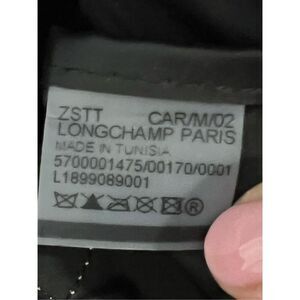 ZSTT CAR/M/02
LONGCHAMP PARIS
MADE IN TUNISIA
5700001475/00170/0001
L1899089001
®